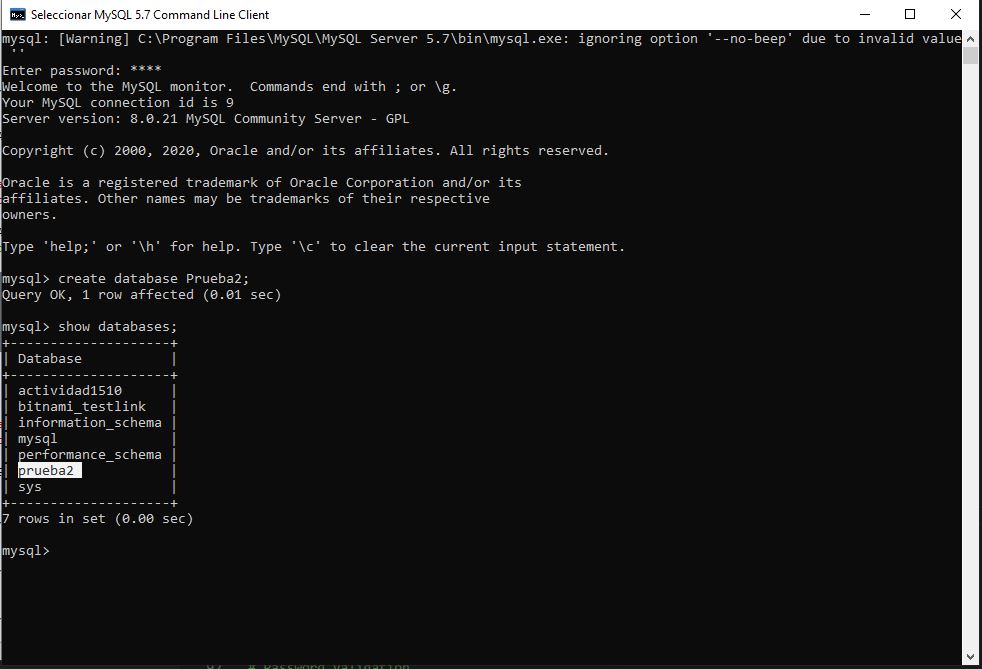 Seleccionar MySQL 5.7 Command Line Client
mysql: [Warning] C:\Program Files\MySQL\MySQL Server 5.7\bin\mysql.exe: ignoring option '--no-beep' due to invalid value
 ''
Enter password: ****
Welcome to the MySQL monitor.  Commands end with ; or \g.
Your MySQL connection id is 9
Server version: 8.0.21 MySQL Community Server - GPL
Copyright (c) 2000, 2020, Oracle and/or its affiliates. All rights reserved.
Oracle is a registered trademark of Oracle Corporation and/or its
affiliates. Other names may be trademarks of their respective
owners.
Type 'help;' or '\h' for help. Type '\c' to clear the current input statement.
mysql> create database Prueba2;
Query OK, 1 row affected (0.01 sec)
mysql> show databases;
+--------------------+
| Database           |
+--------------------+
| actividad1510      |
| bitnami_testlink   |
| information_schema |
| mysql              |
| performance_schema |
| prueba2            |
| sys                |
+--------------------+
7 rows in set (0.00 sec)
mysql>
# Password validation